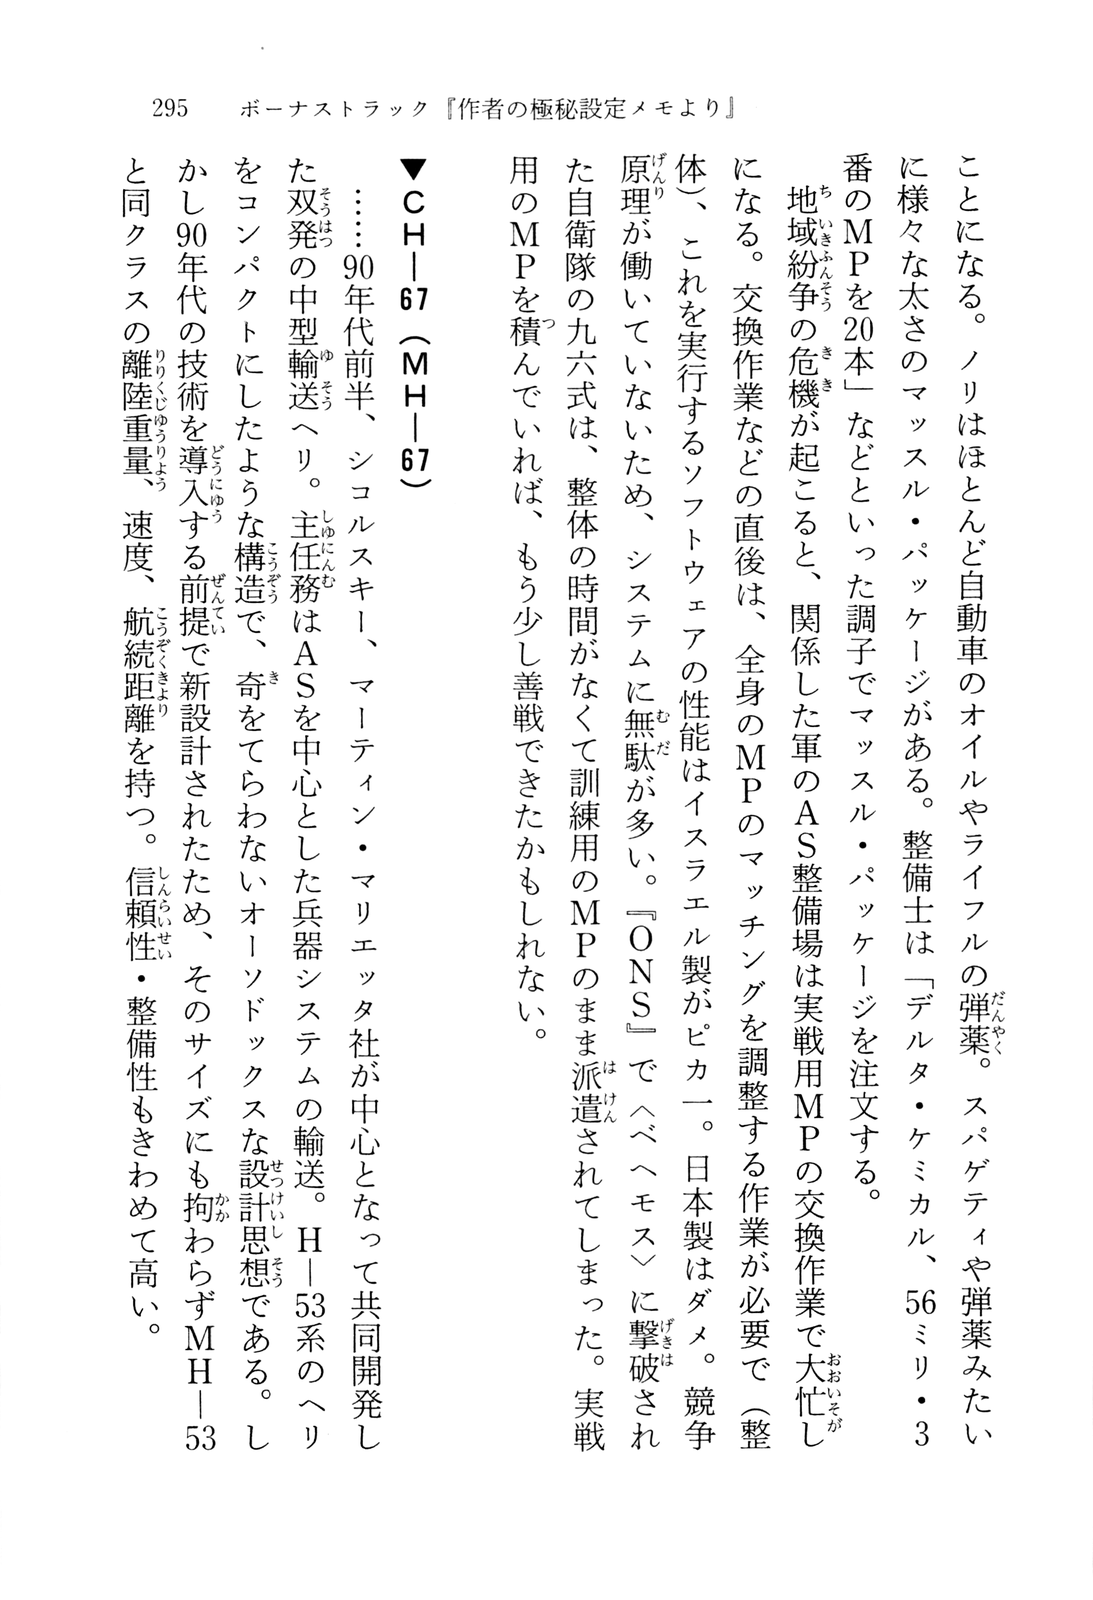 295　ボーナストラック『作者の極秘設定メモより』
ことになる。ノリはほとんど自動車のオイルやライフルの弾薬。スパゲティや弾薬みたい
に様々な太さのマッスル・パッケージがある。整備士は「デルタ・ケミカル、56ミリ・3
番のMPを20本」などといった調子でマッスル・パッケージを注文する。
　地域紛争の危機が起こると、関係した軍のAS整備場は実戦用MPの交換作業で大忙し
になる。交換作業などの直後は、全身のMPのマッチングを調整する作業が必要で（整
体）、これを実行するソフトウェアの性能はイスラエル製がピカ一。日本製はダメ。競争
原理が働いていないため、システムに無駄が多い。『ONS』で〈ベヘモス〉に撃破され
た自衛隊の九六式は、整体の時間がなくて訓練用のMPのまま派遣されてしまった。実戦
用のMPを積んでいれば、もう少し善戦できたかもしれない。
▼CH―67（MH―67）
　……90年代前半、シコルスキー、マーティン・マリエッタ社が中心となって共同開発し
た双発の中型輸送ヘリ。主任務はASを中心とした兵器システムの輸送。H―53系のヘリ
をコンパクトにしたような構造で、奇をてらわないオーソドックスな設計思想である。し
かし90年代の技術を導入する前提で新設計されたため、そのサイズにも拘わらずMH―53
と同クラスの離陸重量、速度、航続距離を持つ。信頼性・整備性もきわめて高い。